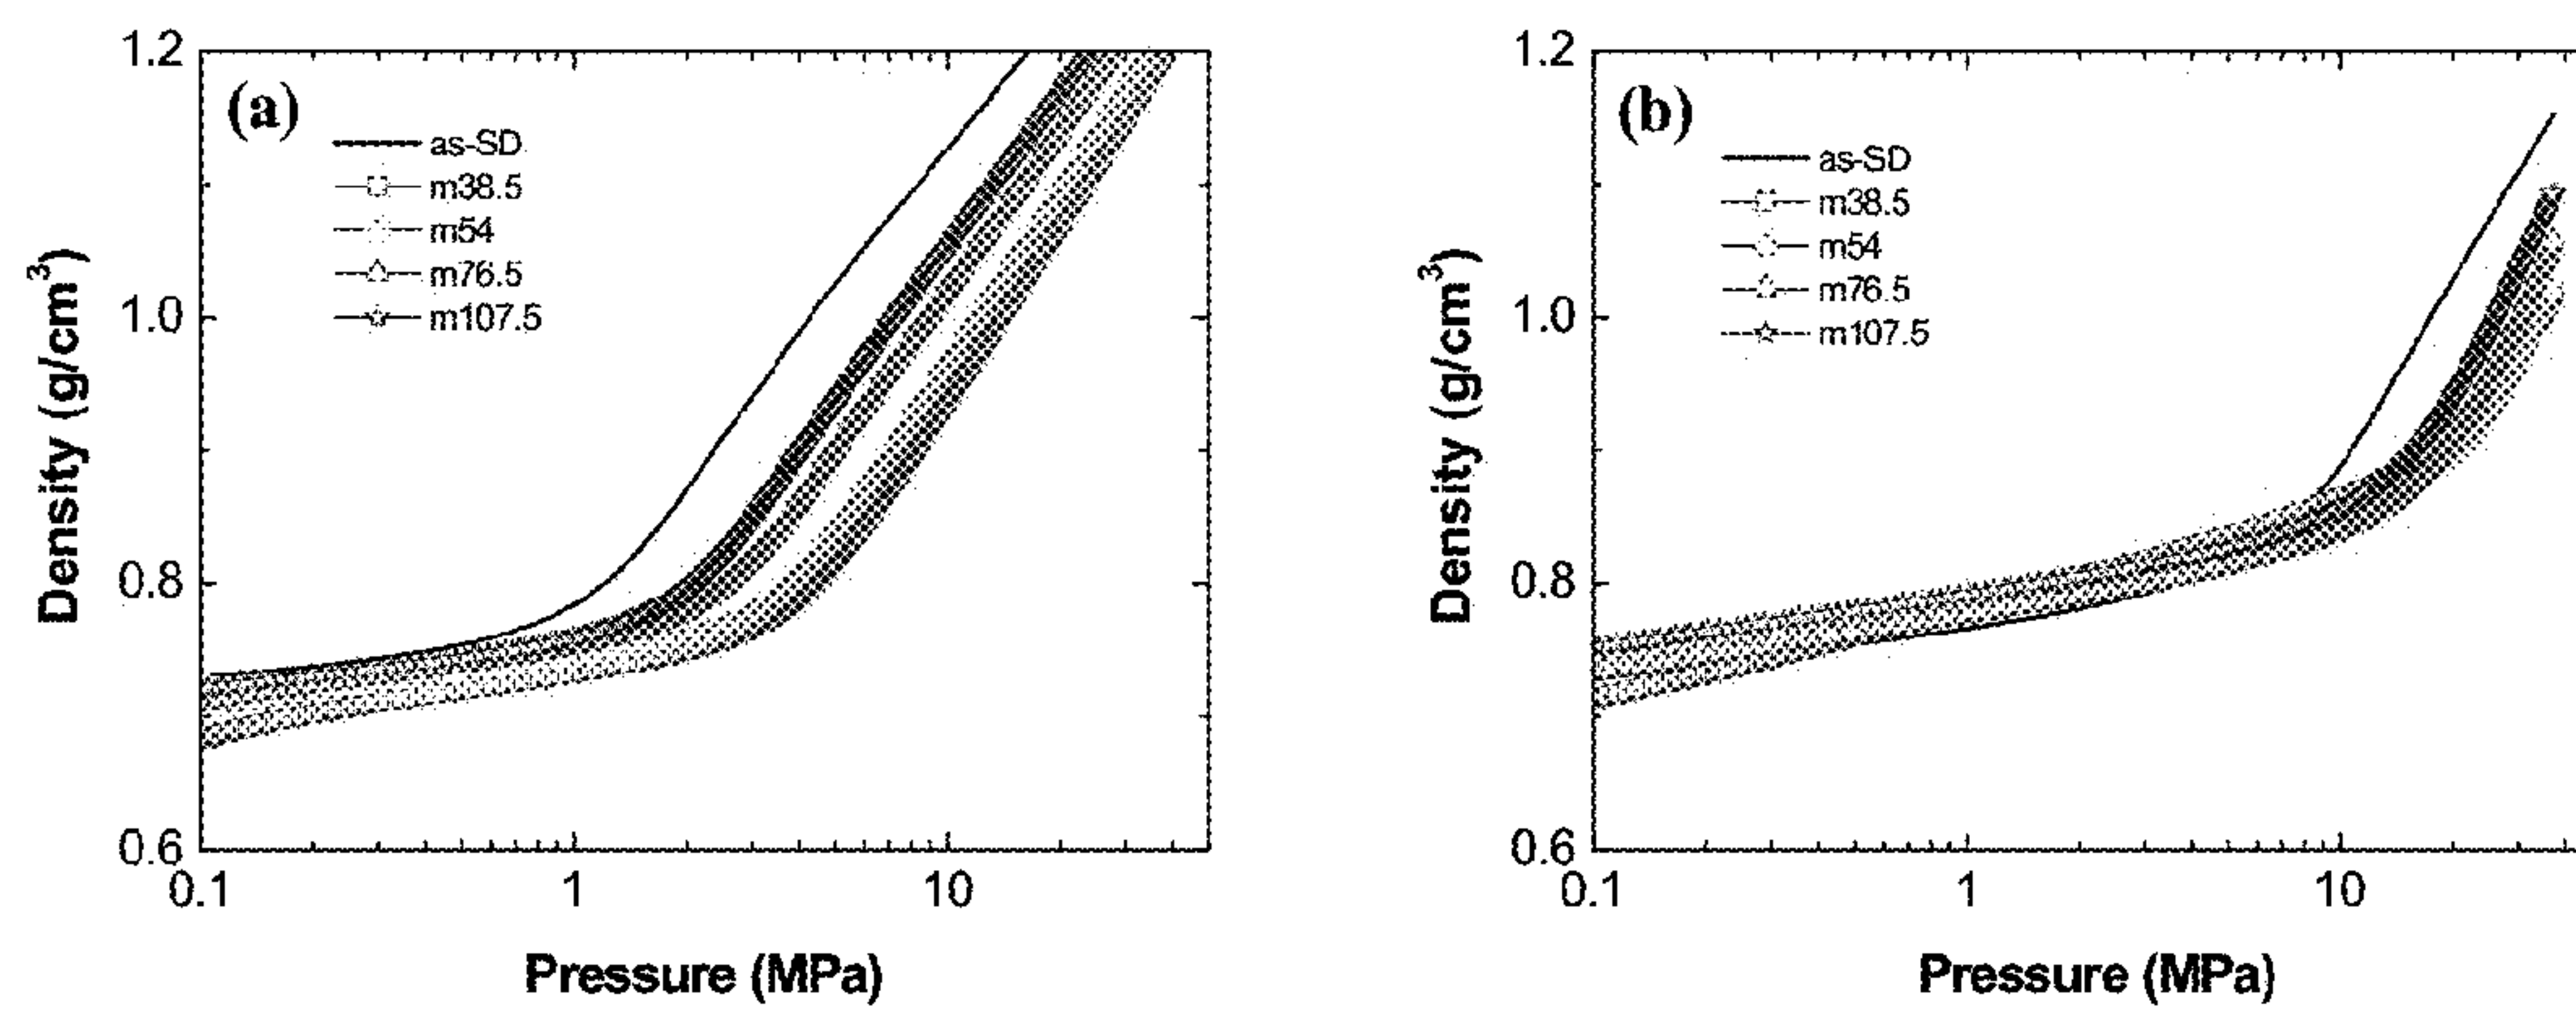 (a)
as-SD
m38.5
m54
m76.5
m107.5
1.2
1.0
0.8
0.6
0.1
1
10
Density (g/cm³)
Pressure (MPa)
(b)
as-SD
m38.5
m54
m76.5
m107.5
1.2
1.0
0.8
0.6
0.1
1
10
Density (g/cm³)
Pressure (MPa)